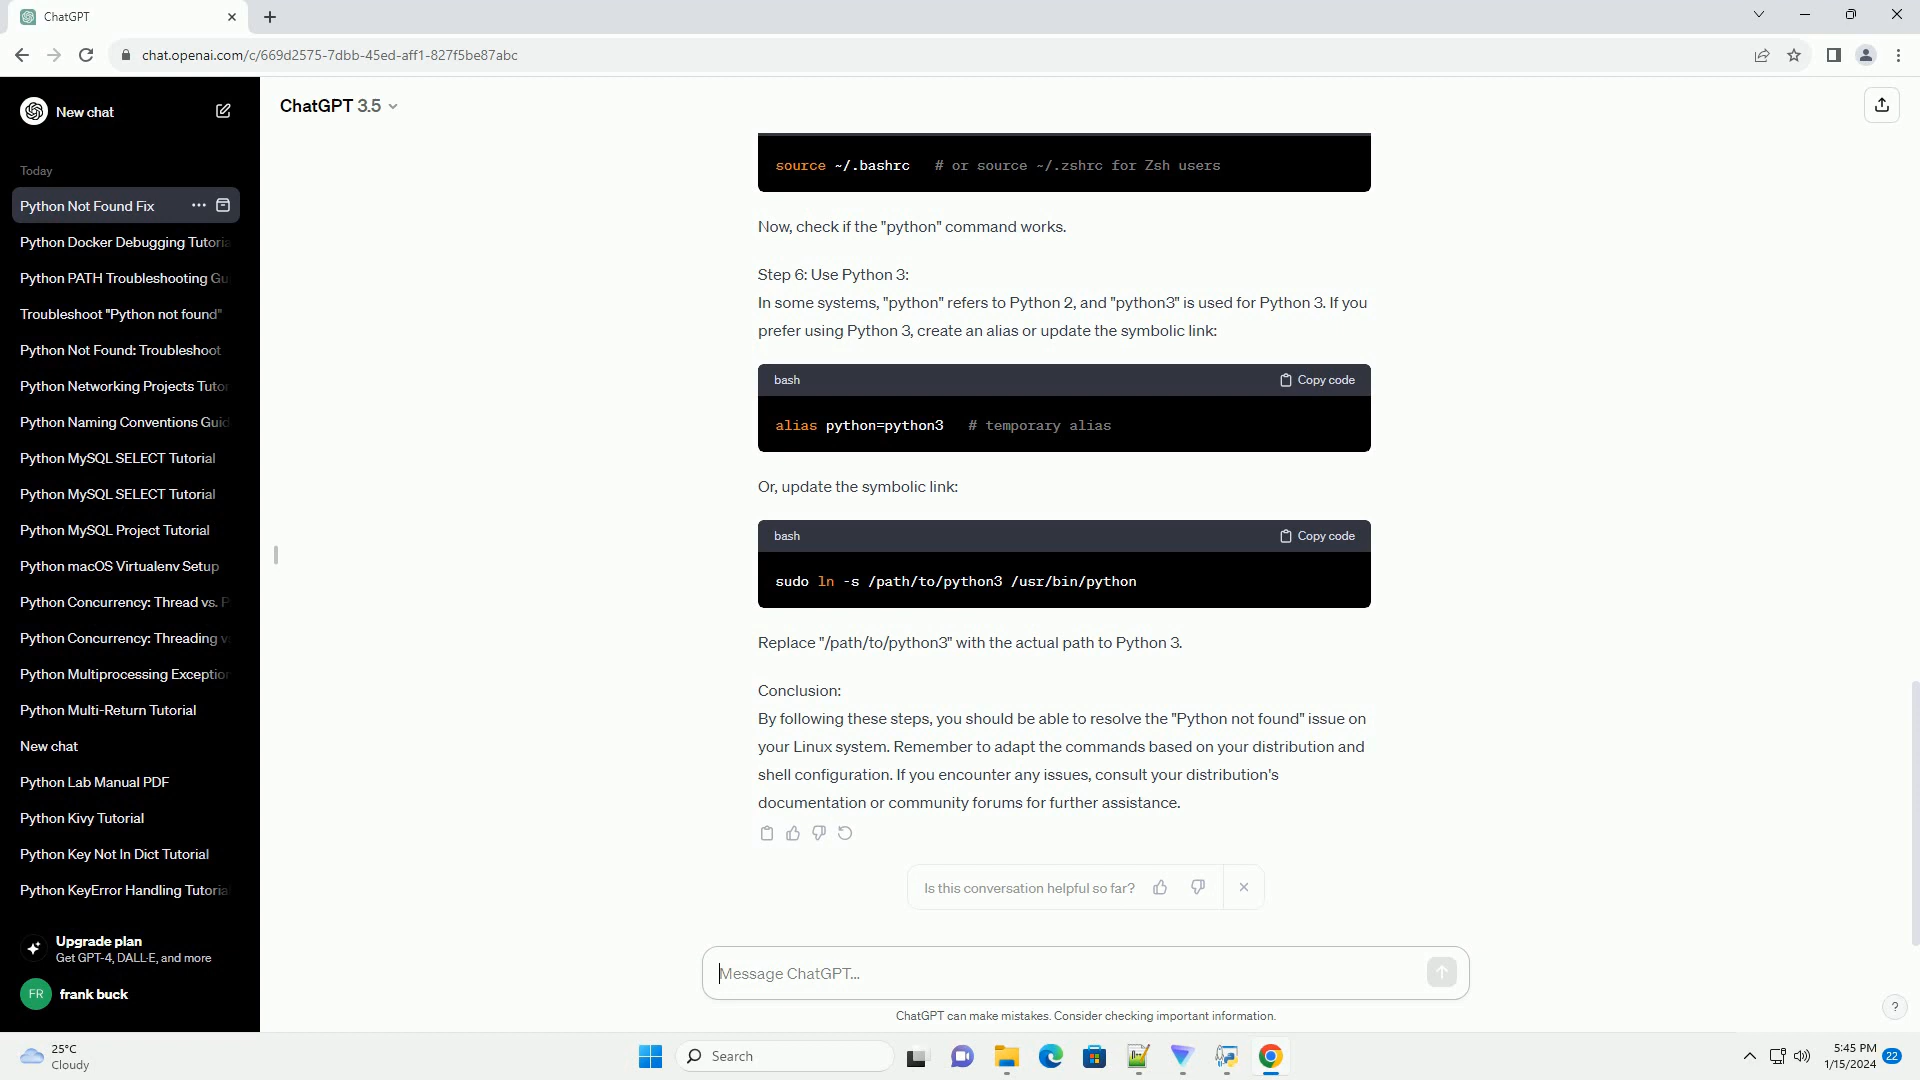 ChatGPT
chat.openai.com/c/669d2575-7dbb-45ed-aff1-827f5be87abc
New chat
Today
Python Not Found Fix
Python Docker Debugging Tutoria
Python PATH Troubleshooting Gu
Troubleshoot "Python not found"
Python Not Found: Troubleshoot
Python Networking Projects Tutor
Python Naming Conventions Guid
Python MySQL SELECT Tutorial
Python MySQL SELECT Tutorial
Python MySQL Project Tutorial
Python macOS Virtualenv Setup
Python Concurrency: Thread vs. P
Python Concurrency: Threading v
Python Multiprocessing Exception
Python Multi-Return Tutorial
New chat
Python Lab Manual PDF
Python Kivy Tutorial
Python Key Not In Dict Tutorial
Python KeyError Handling Tutoria
Upgrade plan
Get GPT-4, DALL·E, and more
FR frank buck
ChatGPT 3.5
source ~/.bashrc   # or source ~/.zshrc for Zsh users
Now, check if the "python" command works.
Step 6: Use Python 3:
In some systems, "python" refers to Python 2, and "python3" is used for Python 3. If you
prefer using Python 3, create an alias or update the symbolic link:
bash Copy code
alias python=python3   # temporary alias
Or, update the symbolic link:
bash Copy code
sudo ln -s /path/to/python3 /usr/bin/python
Replace "/path/to/python3" with the actual path to Python 3.
Conclusion:
By following these steps, you should be able to resolve the "Python not found" issue on
your Linux system. Remember to adapt the commands based on your distribution and
shell configuration. If you encounter any issues, consult your distribution's
documentation or community forums for further assistance.
Is this conversation helpful so far?
Message ChatGPT...
ChatGPT can make mistakes. Consider checking important information.
?
25°C
Cloudy
Search
5:45 PM
1/15/2024
22